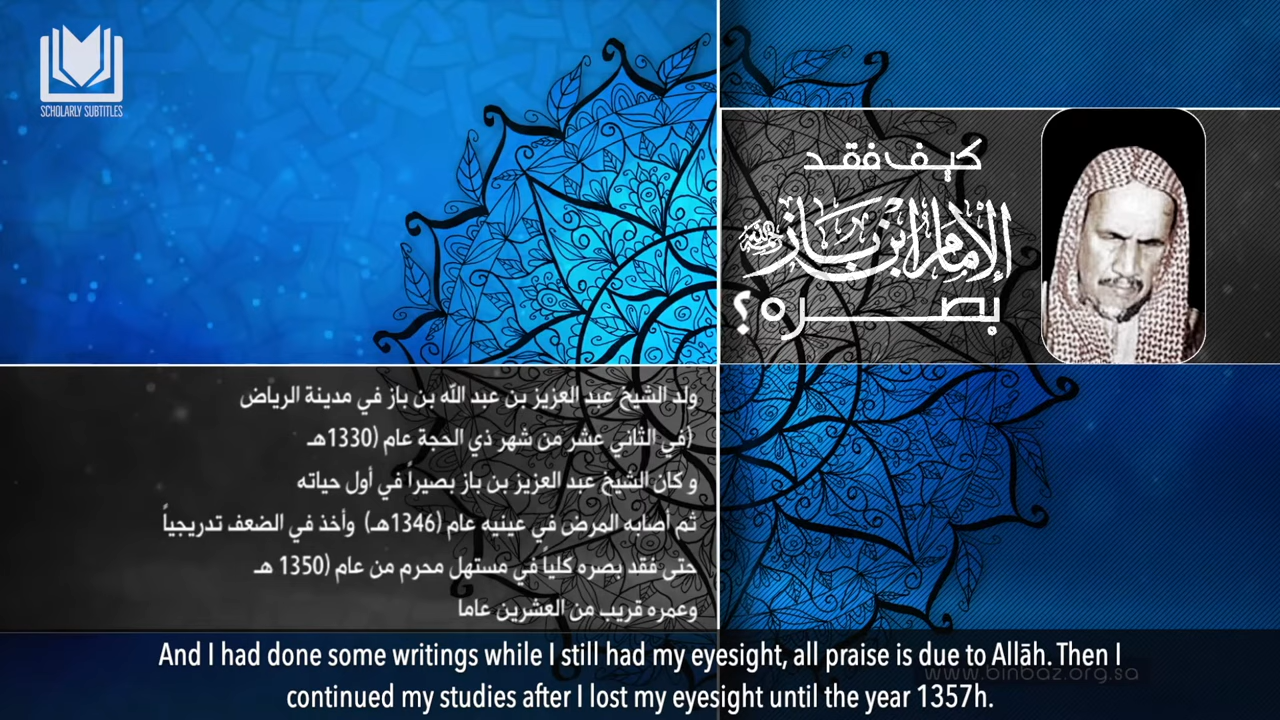 SCHOLARLY SUBTITLES
كيف فقد
الإمام ابن باز رحمه الله
بصره؟
ولد الشيخ عبد العزيز بن عبد الله بن باز في مدينة الرياض
(في الثاني عشر من شهر ذي الحجة عام (1330هـ
و كان الشيخ عبد العزيز بن باز بصيراً في أول حياته
ثم أصابه المرض في عينيه عام (1346هـ) وأخذ في الضعف تدريجياً
حتى فقد بصره كلياً في مستهل محرم من عام (1350 هـ
وعمره قريب من العشرين عاما
And I had done some writings while I still had my eyesight, all praise is due to Allāh. Then I
continued my studies after I lost my eyesight until the year 1357h.
www.binbaz.org.sa